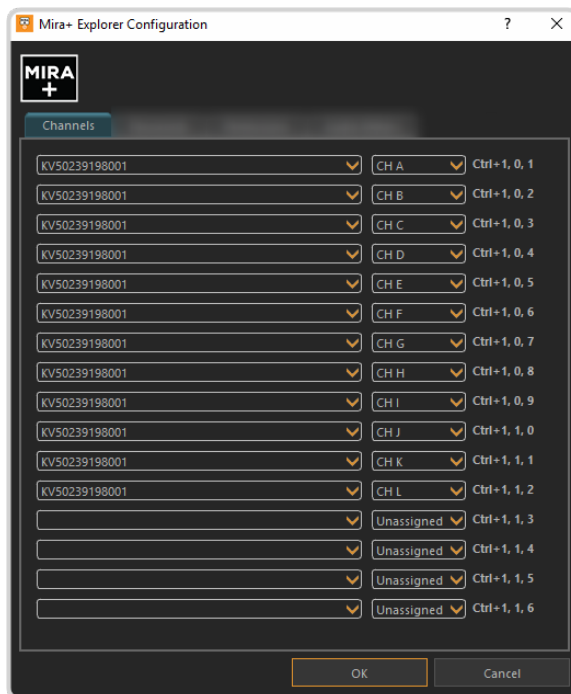 Mira+ Explorer Configuration ? ×
MIRA
+
Channels
KV50239198001 CH A Ctrl+1, 0, 1
KV50239198001 CH B Ctrl+1, 0, 2
KV50239198001 CH C Ctrl+1, 0, 3
KV50239198001 CH D Ctrl+1, 0, 4
KV50239198001 CH E Ctrl+1, 0, 5
KV50239198001 CH F Ctrl+1, 0, 6
KV50239198001 CH G Ctrl+1, 0, 7
KV50239198001 CH H Ctrl+1, 0, 8
KV50239198001 CH I Ctrl+1, 0, 9
KV50239198001 CH J Ctrl+1, 1, 0
KV50239198001 CH K Ctrl+1, 1, 1
KV50239198001 CH L Ctrl+1, 1, 2
Unassigned Ctrl+1, 1, 3
Unassigned Ctrl+1, 1, 4
Unassigned Ctrl+1, 1, 5
Unassigned Ctrl+1, 1, 6
OK Cancel